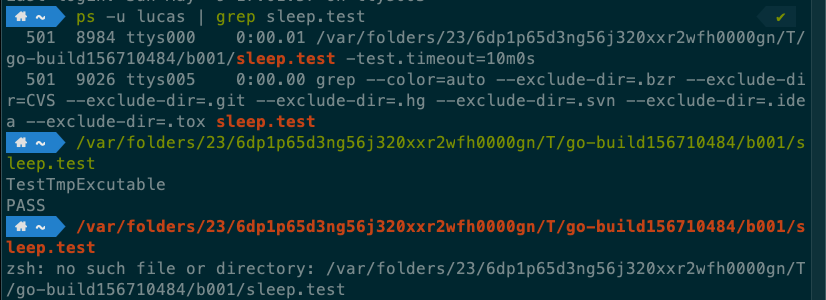 ~ ps -u lucas | grep sleep.test ✔
501 8984 ttys000 0:00.01 /var/folders/23/6dp1p65d3ng56j320xxr2wfh0000gn/T/
go-build156710484/b001/sleep.test -test.timeout=10m0s
501 9026 ttys005 0:00.00 grep --color=auto --exclude-dir=.bzr --exclude-di
r=CVS --exclude-dir=.git --exclude-dir=.hg --exclude-dir=.svn --exclude-dir=.ide
a --exclude-dir=.tox sleep.test
~ /var/folders/23/6dp1p65d3ng56j320xxr2wfh0000gn/T/go-build156710484/b001/s
leep.test
TestTmpExcutable
PASS
~ /var/folders/23/6dp1p65d3ng56j320xxr2wfh0000gn/T/go-build156710484/b001/s
leep.test
zsh: no such file or directory: /var/folders/23/6dp1p65d3ng56j320xxr2wfh0000gn/T
/go-build156710484/b001/sleep.test